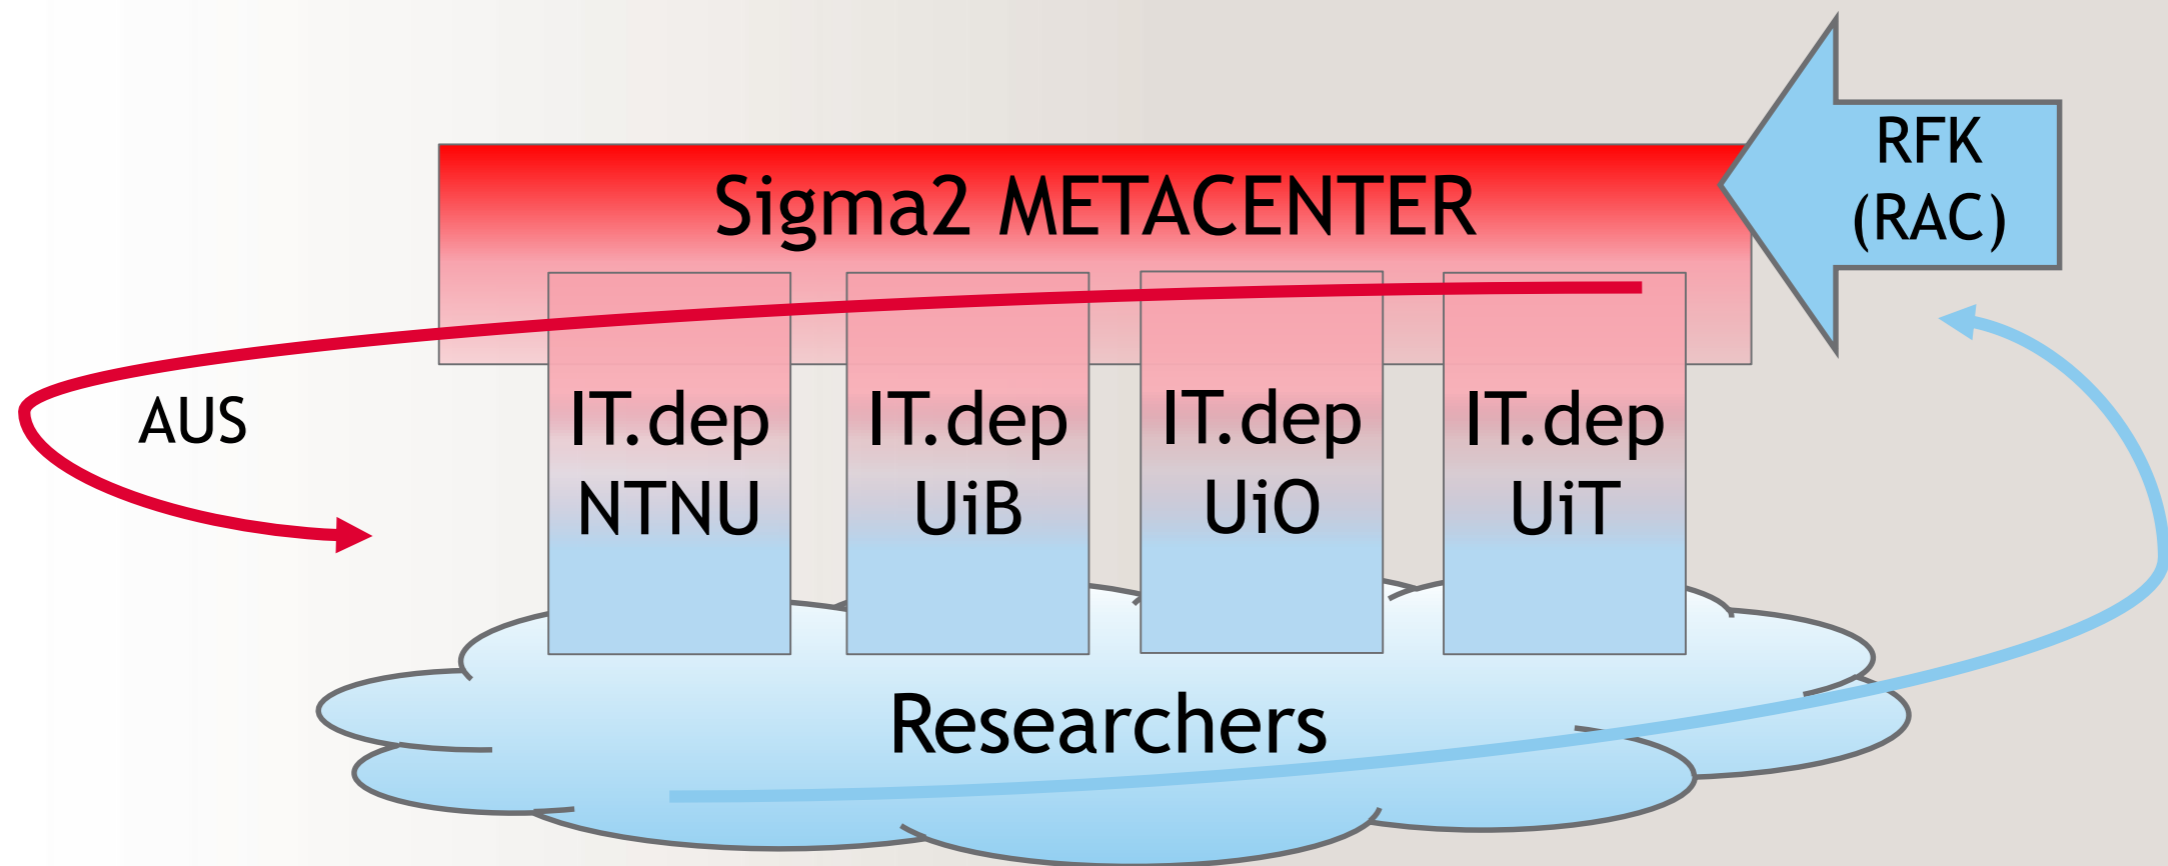 Sigma2 METACENTER
RFK
(RAC)
AUS
IT.dep
NTNU
IT.dep
UiB
IT.dep
UiO
IT.dep
UiT
Researchers